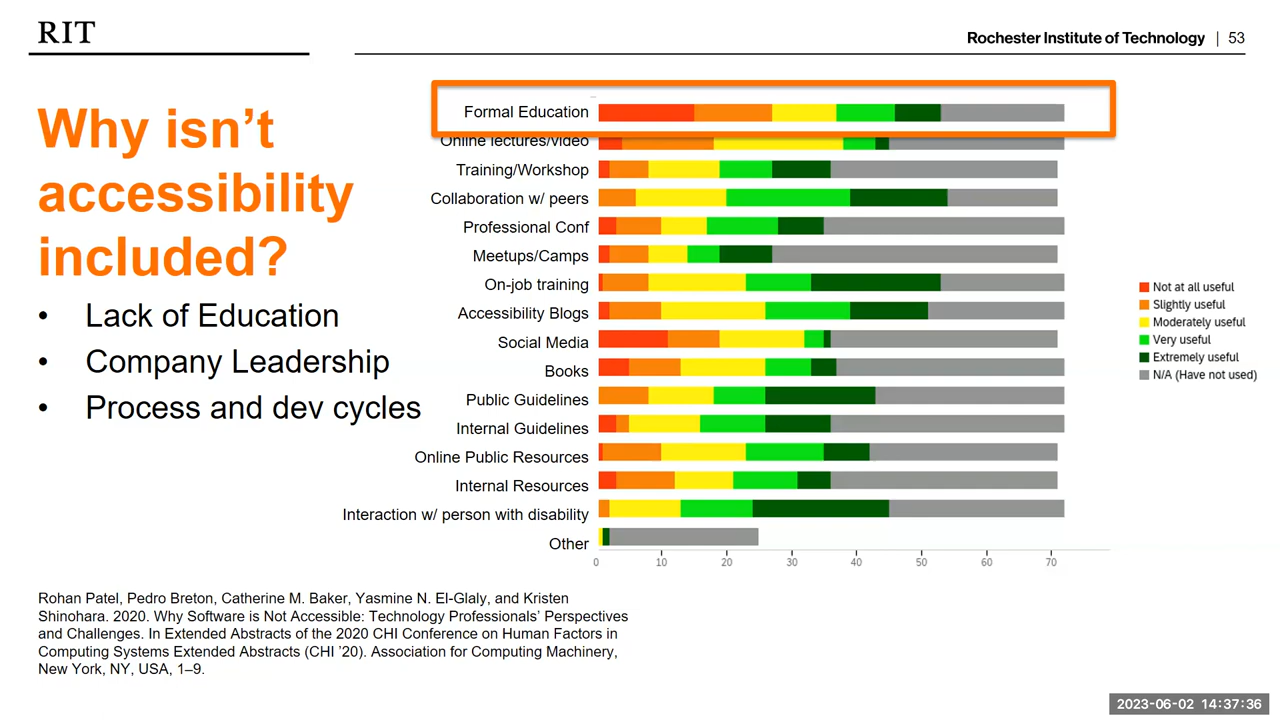 RIT
Rochester Institute of Technology | 53
Why isn’t
accessibility
included?
• Lack of Education
• Company Leadership
• Process and dev cycles
Formal Education
Online lectures/video
Training/Workshop
Collaboration w/ peers
Professional Conf
Meetups/Camps
On-job training
Accessibility Blogs
Social Media
Books
Public Guidelines
Internal Guidelines
Online Public Resources
Internal Resources
Interaction w/ person with disability
Other
0 10 20 30 40 50 60 70
Not at all useful
Slightly useful
Moderately useful
Very useful
Extremely useful
N/A (Have not used)
Rohan Patel, Pedro Breton, Catherine M. Baker, Yasmine N. El-Glaly, and Kristen
Shinohara. 2020. Why Software is Not Accessible: Technology Professionals’ Perspectives
and Challenges. In Extended Abstracts of the 2020 CHI Conference on Human Factors in
Computing Systems Extended Abstracts (CHI ’20). Association for Computing Machinery,
New York, NY, USA, 1–9.
2023-06-02 14:37:36